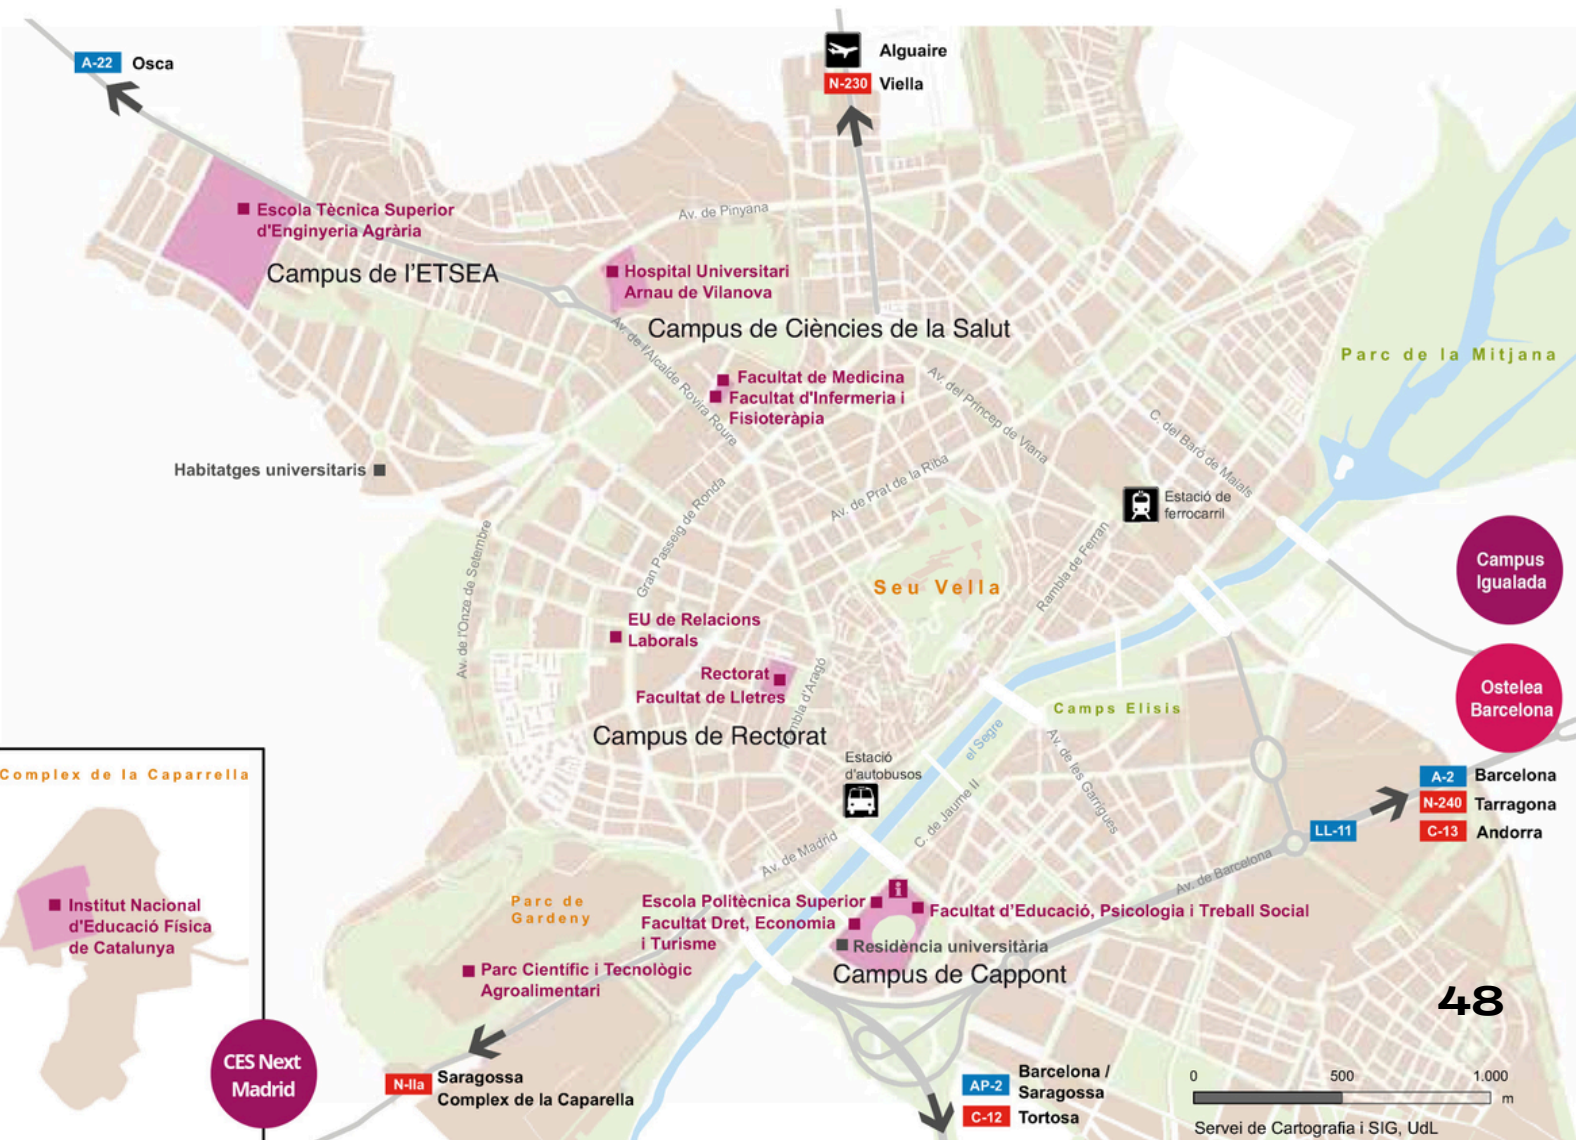 A-22 Osca
Alguaire
N-230 Viella
Escola Tècnica Superior
d'Enginyeria Agrària
Campus de l'ETSEA
Av. de Pinyana
Hospital Universitari
Arnau de Vilanova
Campus de Ciències de la Salut
Av. de l'Alcalde Rovira Roure
Parc de la Mitjana
Facultat de Medicina
Facultat d'Infermeria i
Fisioteràpia
Av. del Príncep de Viana
C. del Baró de Maials
Habitatges universitaris
Av. de Prat de la Riba
Gran Passeig de Ronda
Estació de
ferrocarril
Av. de l'Onze de Setembre
Rambla de Ferran
Campus
Igualada
Seu Vella
EU de Relacions
Laborals
Rectorat
Facultat de Lletres
Rambla d'Aragó
Campus de Rectorat
Camps Elisis
Ostelea
Barcelona
el Segre
Av. de les Garrigues
Estació
d'autobusos
C. de Jaume II
Complex de la Caparrella
A-2 Barcelona
N-240 Tarragona
LL-11
C-13 Andorra
Av. de Madrid
Av. de Barcelona
Parc de
Gardeny
Institut Nacional
d'Educació Física
de Catalunya
Escola Politècnica Superior
Facultat Dret, Economia
i Turisme
Facultat d'Educació, Psicologia i Treball Social
Residència universitària
Campus de Cappont
Parc Científic i Tecnològic
Agroalimentari
48
CES Next
Madrid
N-IIa
Saragossa
Complex de la Caparella
AP-2
Barcelona /
Saragossa
C-12 Tortosa
0 500 1.000
m
Servei de Cartografia i SIG, UdL